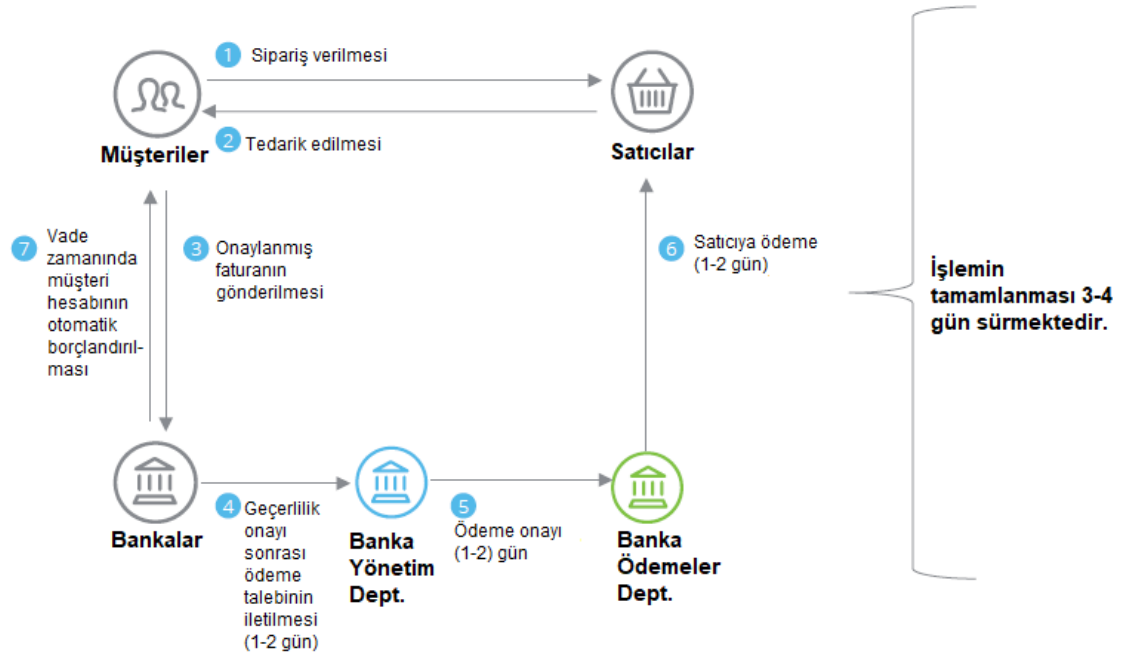 1 Sipariş verilmesi
2 Tedarik edilmesi
Müşteriler
Satıcılar
7 Vade
zamanında
müşteri
hesabının
otomatik
borçlandırıl-
ması
3 Onaylanmış
faturanın
gönderilmesi
6 Satıcıya ödeme
(1-2 gün)
İşlemin
tamamlanması 3-4
gün sürmektedir.
Bankalar
4 Geçerlilik
onayı
sonrası
ödeme
talebinin
iletilmesi
(1-2 gün)
Banka
Yönetim
Dept.
5
Ödeme onayı
(1-2) gün
Banka
Ödemeler
Dept.